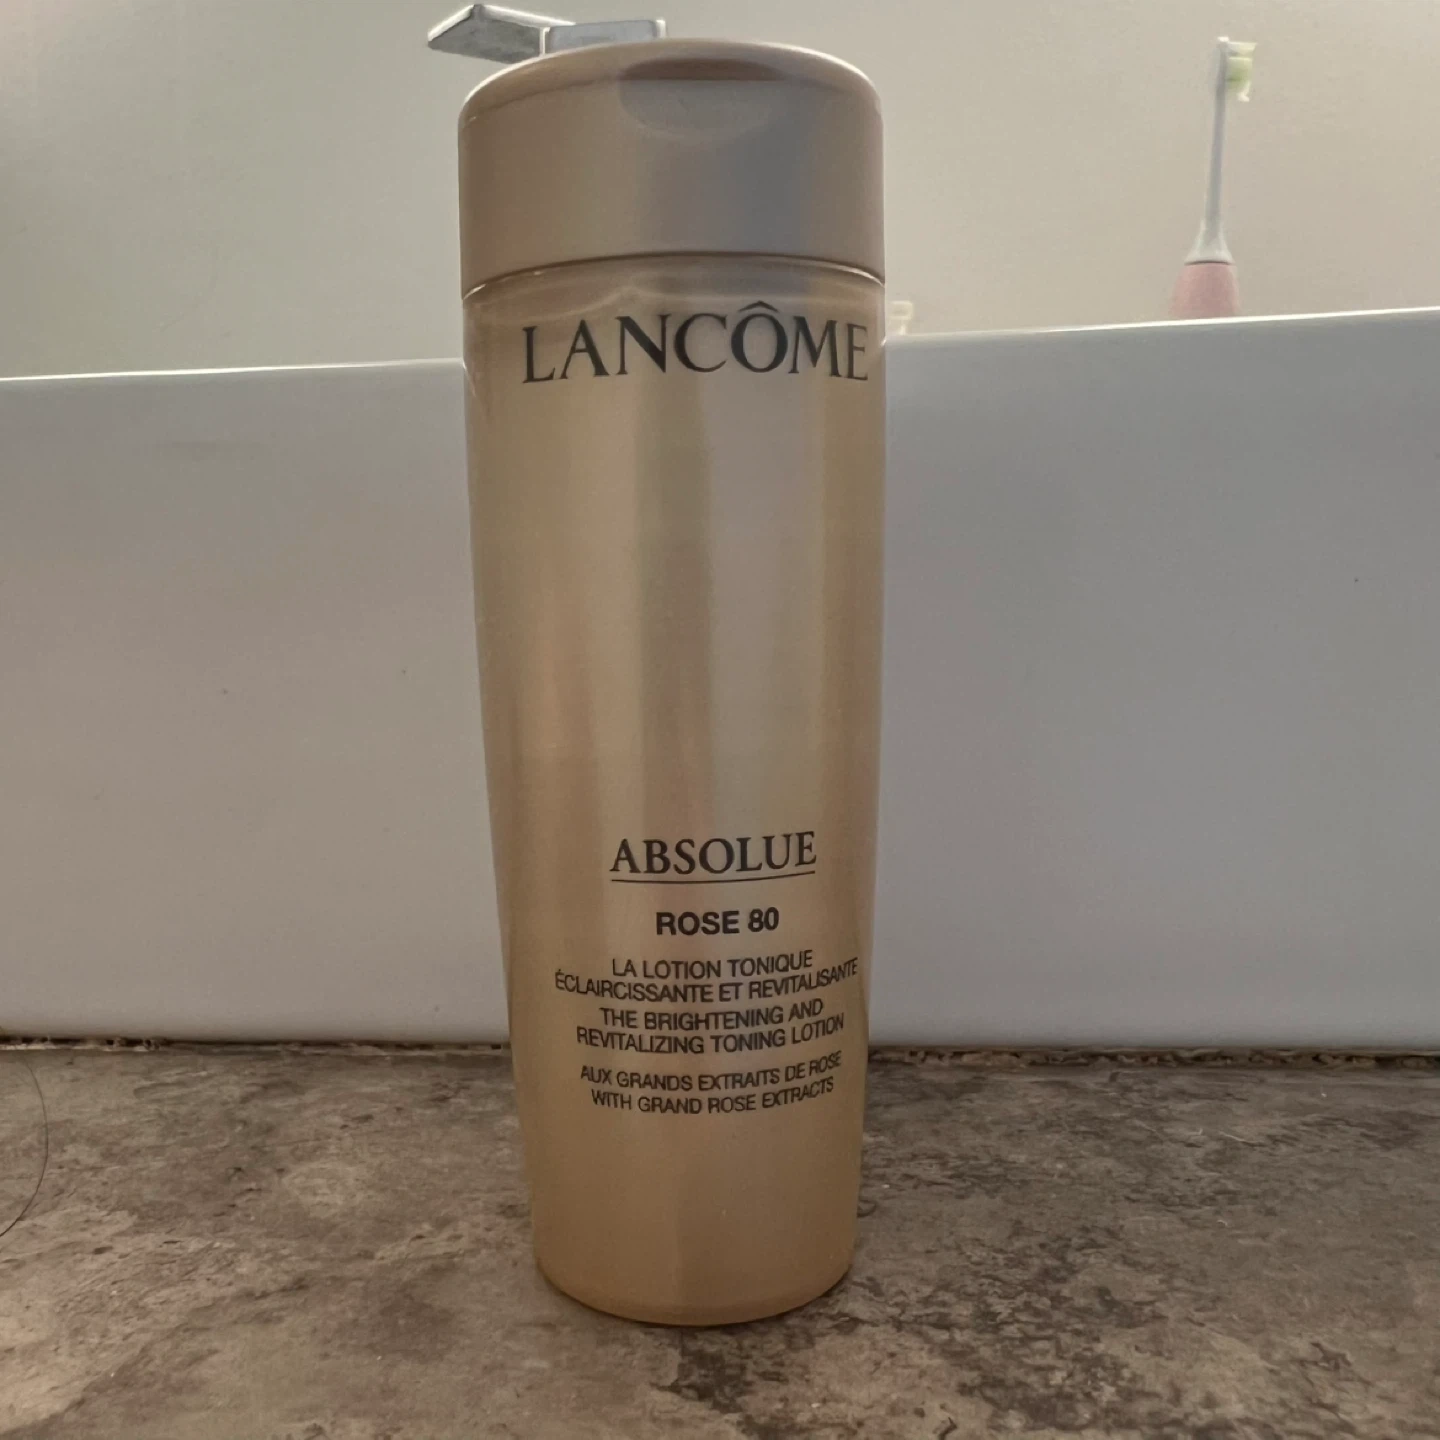 LANCÔME
ABSOLUE
ROSE 80
LA LOTION TONIQUE
ÉCLAIRCISSANTE ET REVITALISANTE
THE BRIGHTENING AND
REVITALIZING TONING LOTION
AUX GRANDS EXTRAITS DE ROSE
WITH GRAND ROSE EXTRACTS